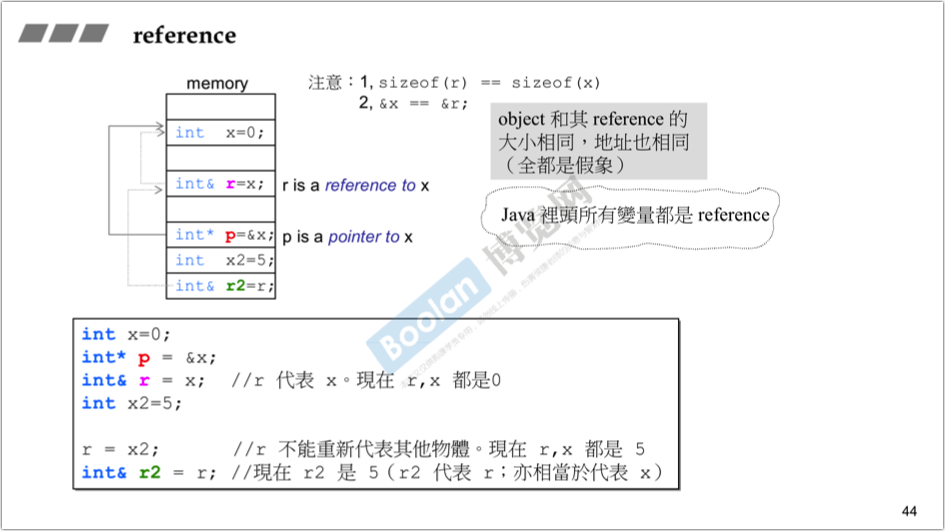 reference
memory
int x=0;
int& r=x;
int* p=&x;
int x2=5;
int& r2=r;
r is a reference to x
p is a pointer to x
注意：1, sizeof(r) == sizeof(x)
2, &x == &r;
object 和其 reference 的
大小相同，地址也相同
（全都是假象）
Java 裡頭所有變量都是 reference
Boolan 博览网
int x=0;
int* p = &x;
int& r = x; //r 代表 x。現在 r,x 都是0
int x2=5;
r = x2; //r 不能重新代表其他物體。現在 r,x 都是 5
int& r2 = r; //現在 r2 是 5（r2 代表 r；亦相當於代表 x）
44